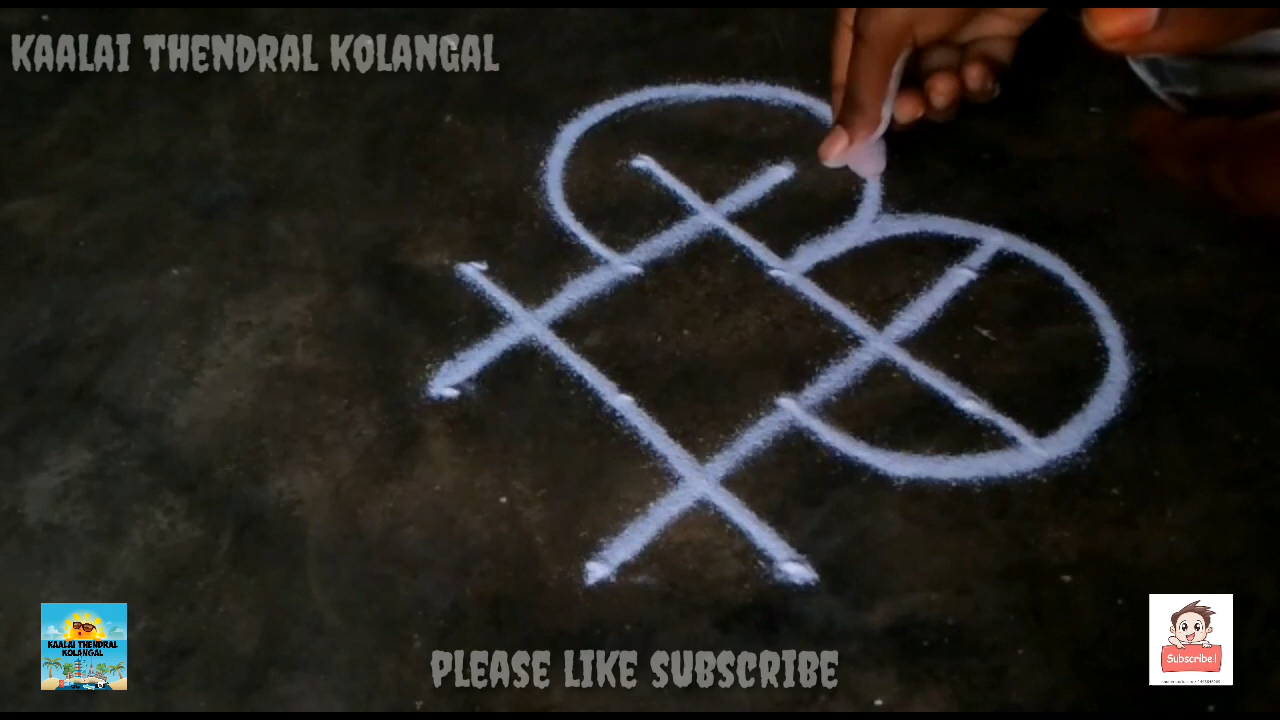 KAALAI THENDRAL KOLANGAL
KAALAI THENDRAL
KOLANGAL
Subscribe!
PLEASE LIKE SUBSCRIBE